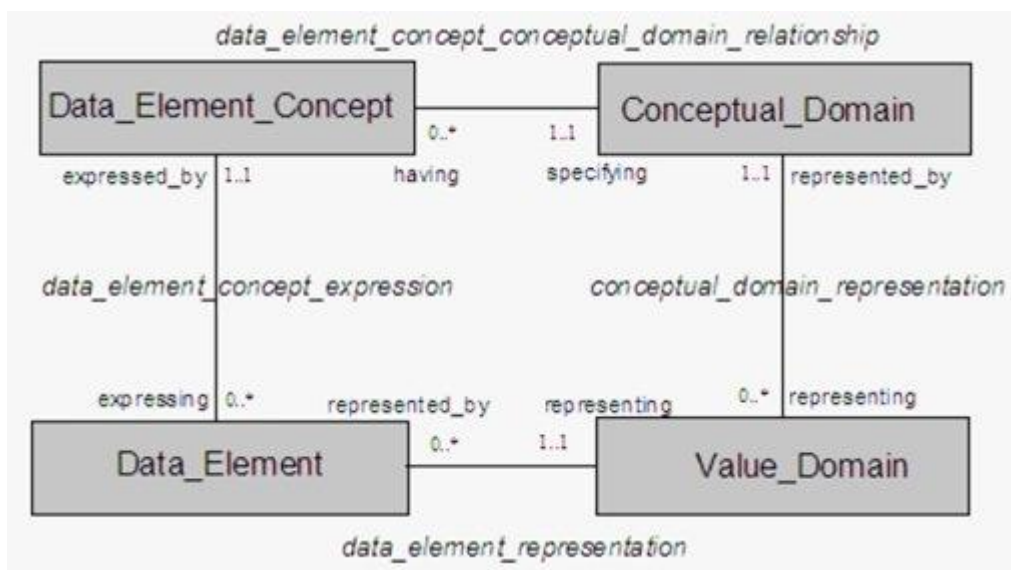 data_element_concept_conceptual_domain_relationship
Data_Element_Concept
Conceptual_Domain
0..*
1..1
expressed_by
1..1
having
specifying
1..1
represented_by
data_element_concept_expression
conceptual_domain_representation
expressing
0..*
represented_by
representing
0..*
representing
0..*
1..1
Data_Element
Value_Domain
data_element_representation